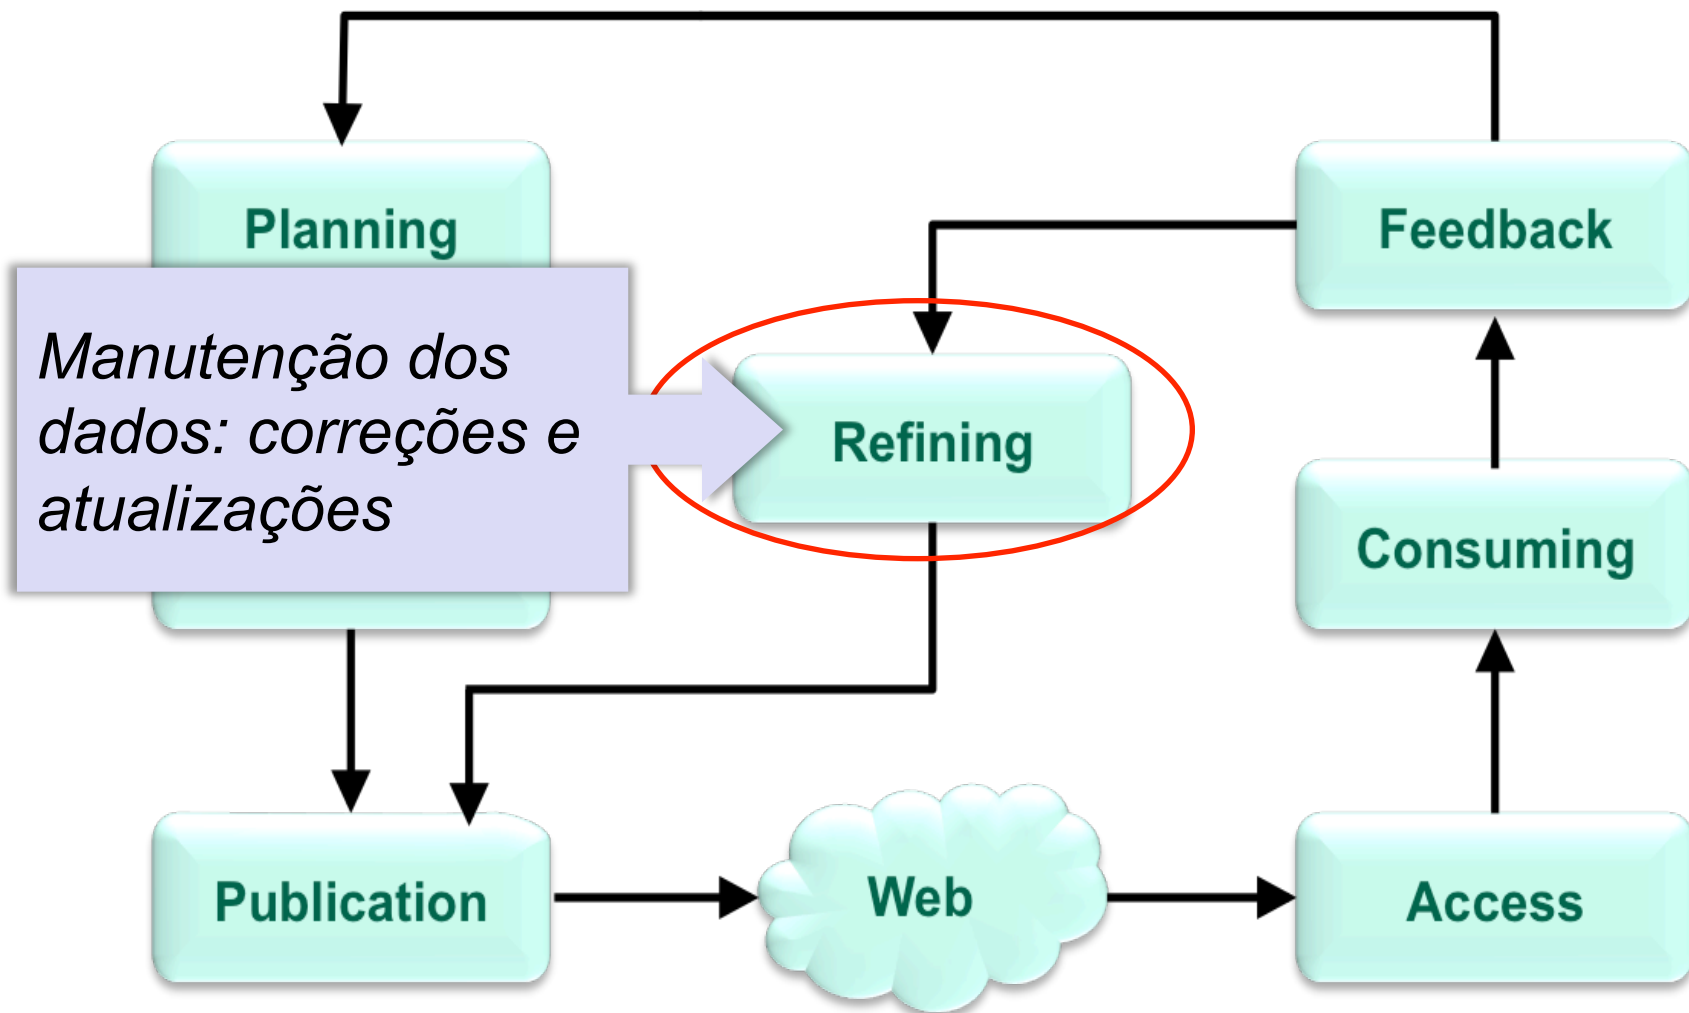 Planning
Feedback
Manutenção dos
dados: correções e
atualizações
Refining
Consuming
Publication
Web
Access